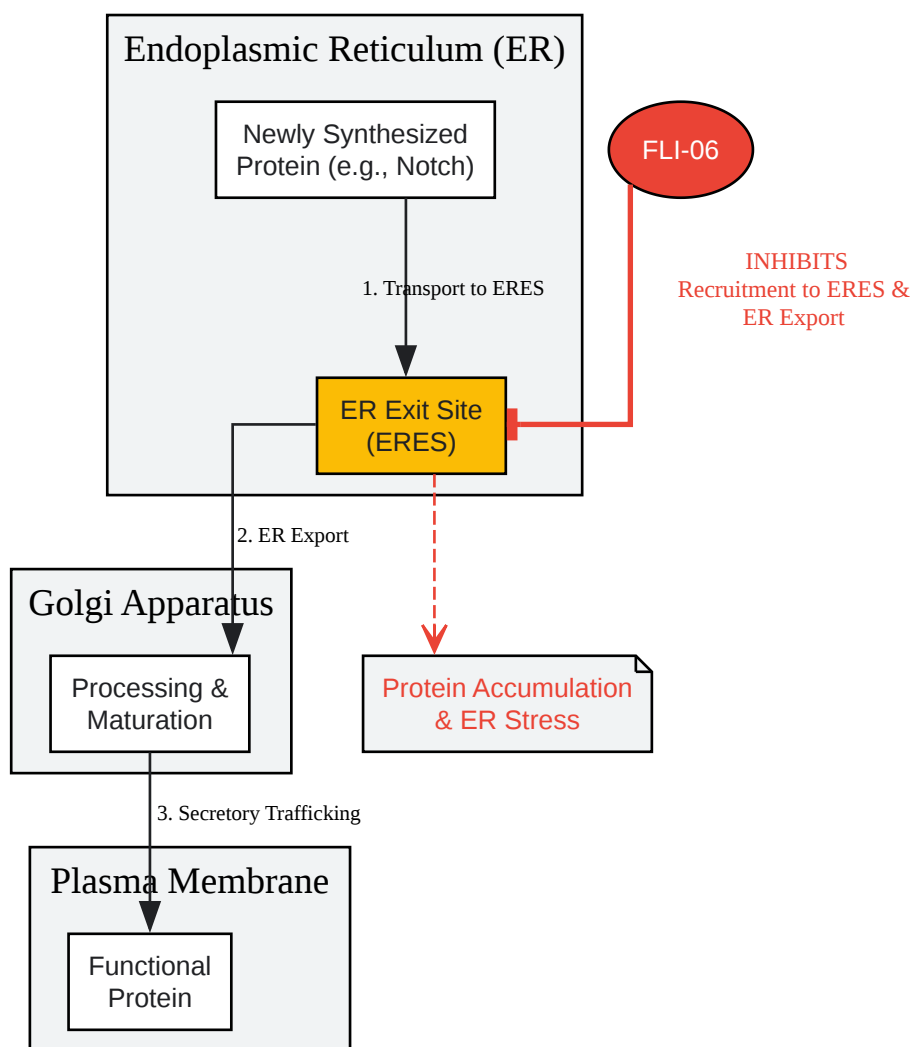 Endoplasmic Reticulum (ER)
Newly Synthesized
Protein (e.g., Notch)
FLI-06
INHIBITS
Recruitment to ERES &
ER Export
1. Transport to ERES
ER Exit Site
(ERES)
2. ER Export
Golgi Apparatus
Processing &
Maturation
Protein Accumulation
& ER Stress
3. Secretory Trafficking
Plasma Membrane
Functional
Protein